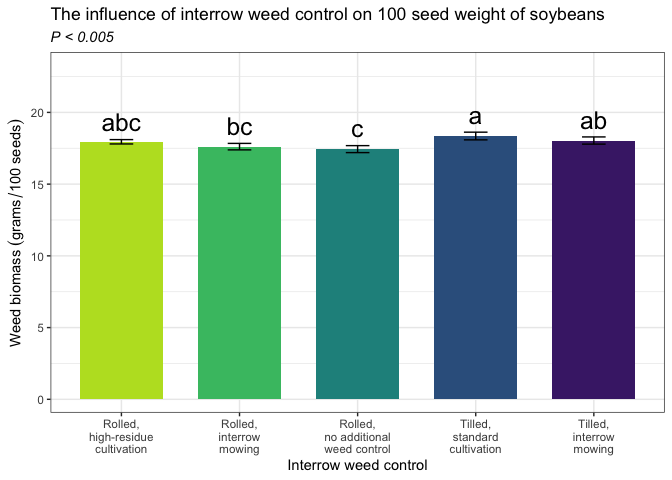 The influence of interrow weed control on 100 seed weight of soybeans
P < 0.005
Weed biomass (grams/100 seeds)
20
15
10
5
0
abc
bc
c
a
ab
Rolled,
high-residue
cultivation
Rolled,
interrow
mowing
Rolled,
no additional
weed control
Tilled,
standard
cultivation
Tilled,
interrow
mowing
Interrow weed control